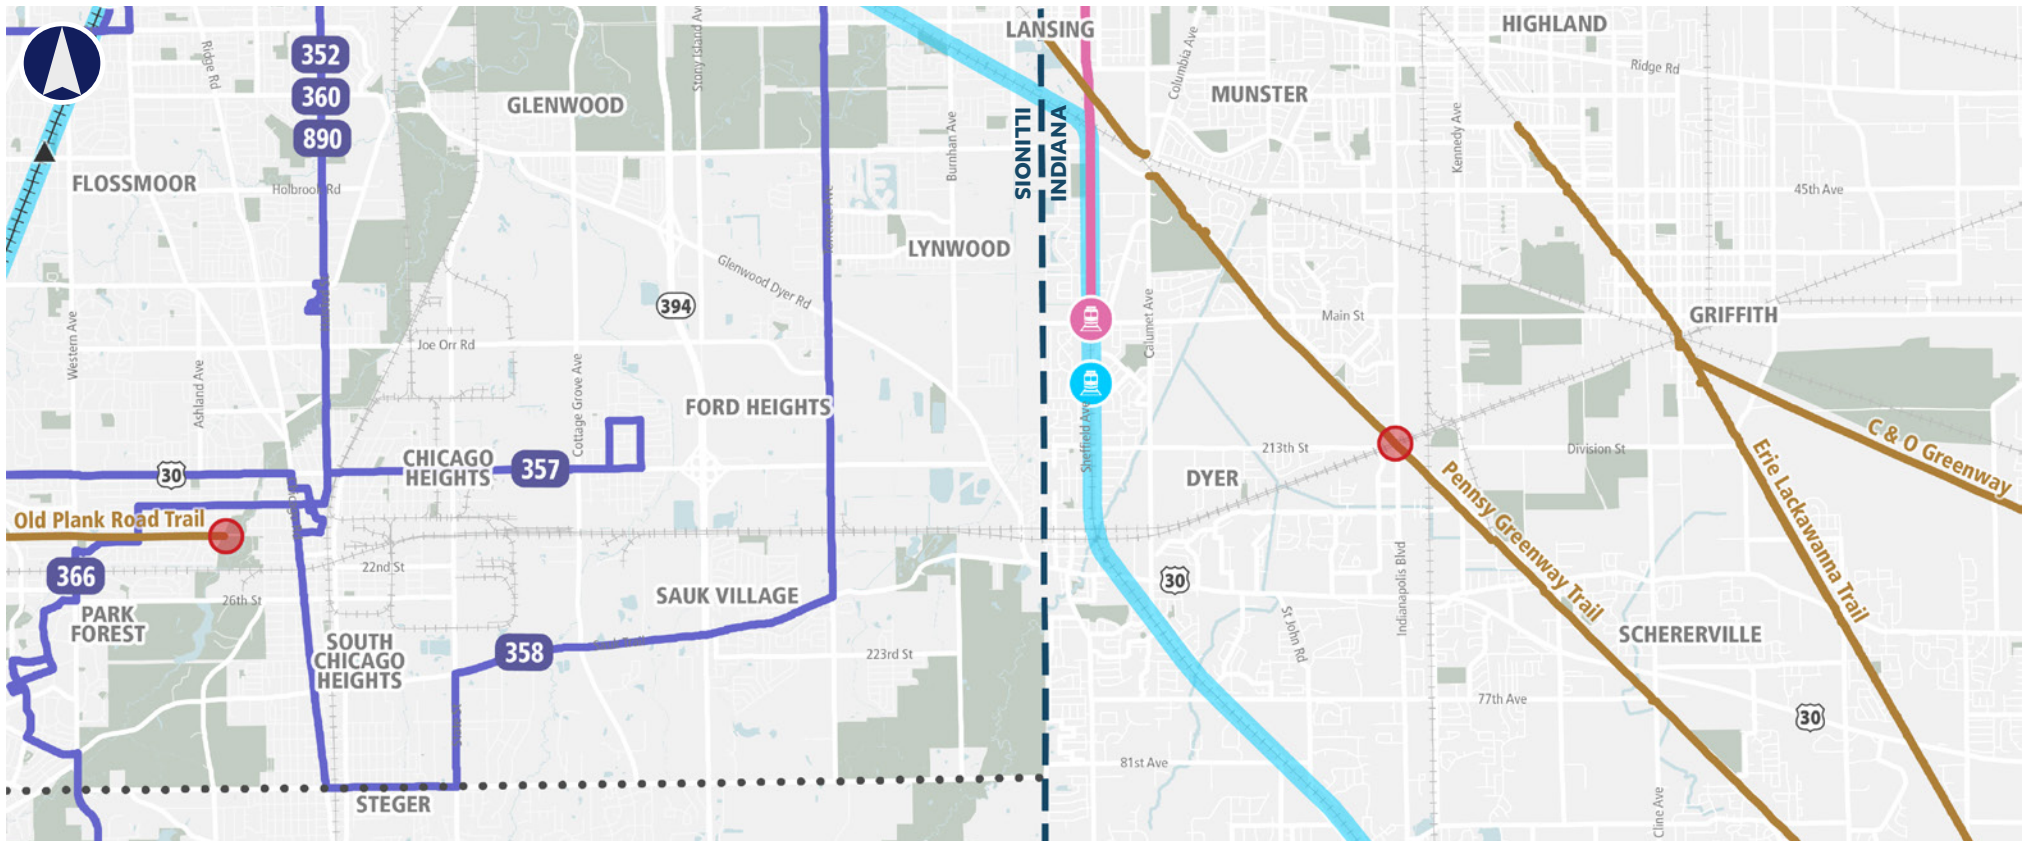 LANSING
HIGHLAND
352
Ridge Rd
Stony Island Av
Columbia Ave
Ridge Rd
360
GLENWOOD
MUNSTER
890
Burnham Ave
ILLINOIS
INDIANA
Kennedy Ave
FLOSSMOOR
Holbrook Rd
45th Ave
LYNWOOD
Glenwood Dyer Rd
394
Main St
GRIFFITH
Western Ave
Joe Orr Rd
Calumet Ave
Ashland Ave
Cottage Grove Ave
FORD HEIGHTS
Sheffield Ave
213th St
Division St
C & O Greenway
CHICAGO
HEIGHTS
357
30
DYER
Pennsy Greenway Trail
Erie Lackawanna Trail
Old Plank Road Trail
366
22nd St
30
Indianapolis Blvd
26th St
SAUK VILLAGE
PARK
FOREST
St John Rd
SCHERERVILLE
SOUTH
CHICAGO
HEIGHTS
358
223rd St
77th Ave
30
81st Ave
STEGER
Cline Ave